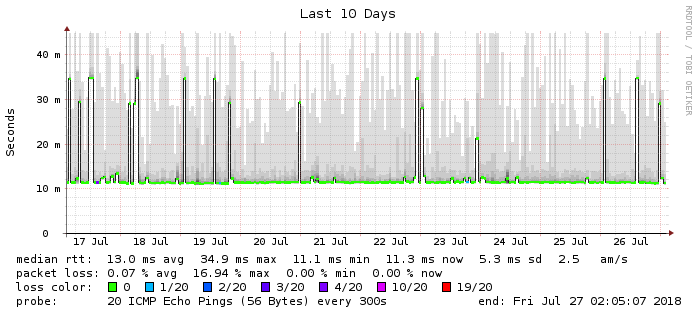 Last 10 Days
RRDTOOL / TOBI OETIKER
Seconds
40 m
30 m
20 m
10 m
0
17 Jul 18 Jul 19 Jul 20 Jul 21 Jul 22 Jul 23 Jul 24 Jul 25 Jul 26 Jul
median rtt: 13.0 ms avg 34.9 ms max 11.1 ms min 11.3 ms now 5.3 ms sd 2.5 am/s
packet loss: 0.07 % avg 16.94 % max 0.00 % min 0.00 % now
loss color: 0 1/20 2/20 3/20 4/20 10/20 19/20
probe: 20 ICMP Echo Pings (56 Bytes) every 300s end: Fri Jul 27 02:05:07 2018